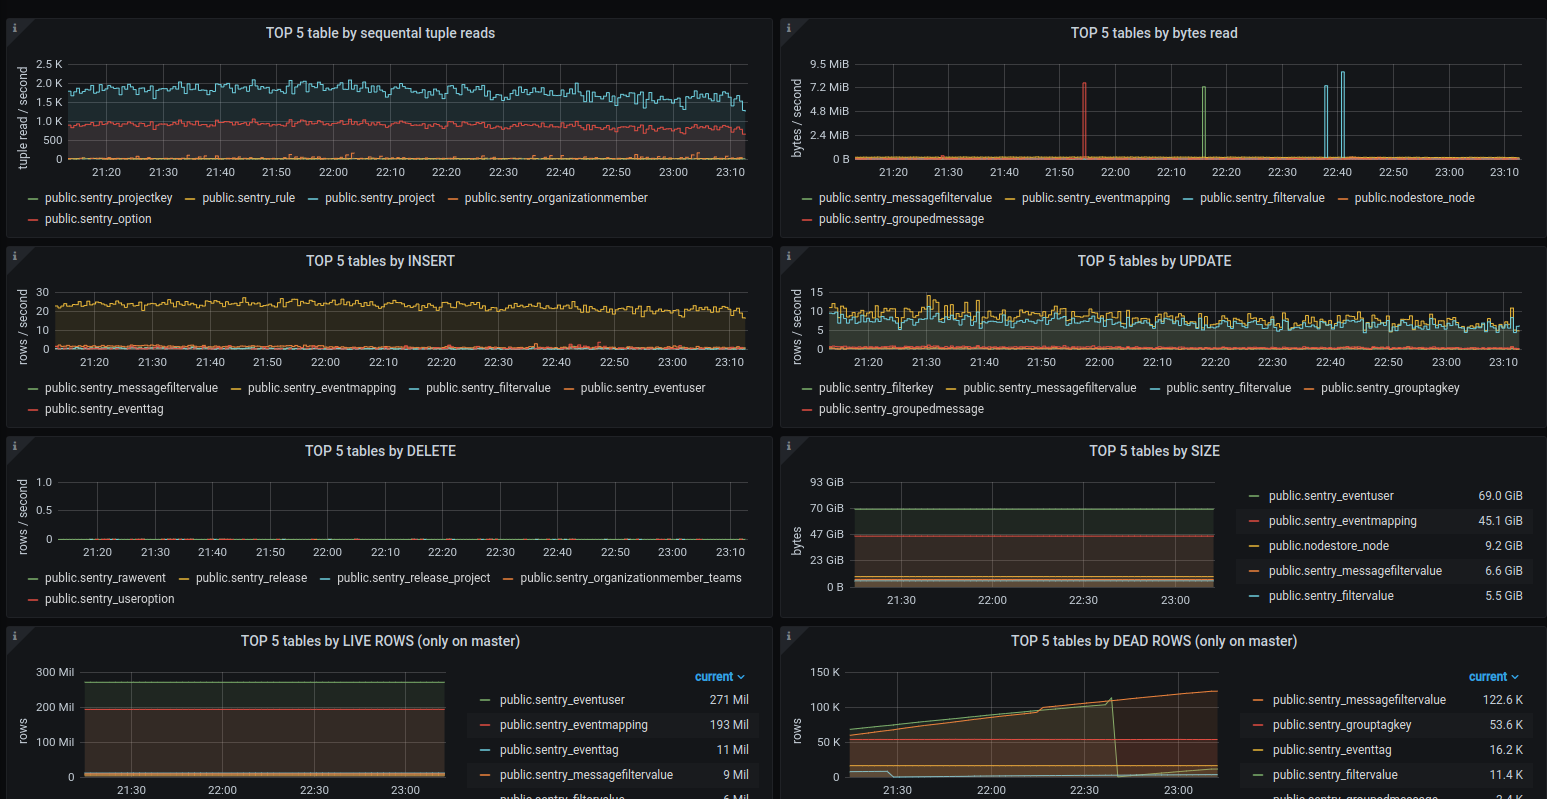 TOP 5 table by sequential tuple reads
tuple read / second
2.5 K
2.0 K
1.5 K
1.0 K
500
0
21:20 21:30 21:40 21:50 22:00 22:10 22:20 22:30 22:40 22:50 23:00 23:10
public.sentry_projectkey public.sentry_rule public.sentry_project public.sentry_organizationmember
public.sentry_option
TOP 5 tables by bytes read
bytes / second
9.5 MiB
7.2 MiB
4.8 MiB
2.4 MiB
0 B
21:20 21:30 21:40 21:50 22:00 22:10 22:20 22:30 22:40 22:50 23:00 23:10
public.sentry_messagefiltervalue public.sentry_eventmapping public.sentry_filtervalue public.nodestore_node
public.sentry_groupedmessage
TOP 5 tables by INSERT
rows / second
30
20
10
0
21:20 21:30 21:40 21:50 22:00 22:10 22:20 22:30 22:40 22:50 23:00 23:10
public.sentry_messagefiltervalue public.sentry_eventmapping public.sentry_filtervalue public.sentry_eventuser
public.sentry_eventtag
TOP 5 tables by UPDATE
rows / second
15
10
5
0
21:20 21:30 21:40 21:50 22:00 22:10 22:20 22:30 22:40 22:50 23:00 23:10
public.sentry_filterkey public.sentry_messagefiltervalue public.sentry_filtervalue public.sentry_grouptagkey
public.sentry_groupedmessage
TOP 5 tables by DELETE
rows / second
1.0
0.5
0
21:20 21:30 21:40 21:50 22:00 22:10 22:20 22:30 22:40 22:50 23:00 23:10
public.sentry_rawevent public.sentry_release public.sentry_release_project public.sentry_organizationmember_teams
public.sentry_useroption
TOP 5 tables by SIZE
bytes
93 GiB
70 GiB
47 GiB
23 GiB
0 B
21:30 22:00 22:30 23:00
public.sentry_eventuser 69.0 GiB
public.sentry_eventmapping 45.1 GiB
public.nodestore_node 9.2 GiB
public.sentry_messagefiltervalue 6.6 GiB
public.sentry_filtervalue 5.5 GiB
TOP 5 tables by LIVE ROWS (only on master)
rows
300 Mil
200 Mil
100 Mil
0
21:30 22:00 22:30 23:00
current
public.sentry_eventuser 271 Mil
public.sentry_eventmapping 193 Mil
public.sentry_eventtag 11 Mil
public.sentry_messagefiltervalue 9 Mil
public.sentry_filtervalue 6 Mil
TOP 5 tables by DEAD ROWS (only on master)
rows
150 K
100 K
50 K
0
21:30 22:00 22:30 23:00
current
public.sentry_messagefiltervalue 122.6 K
public.sentry_grouptagkey 53.6 K
public.sentry_eventtag 16.2 K
public.sentry_filtervalue 11.4 K
public.sentry_groupedmessage